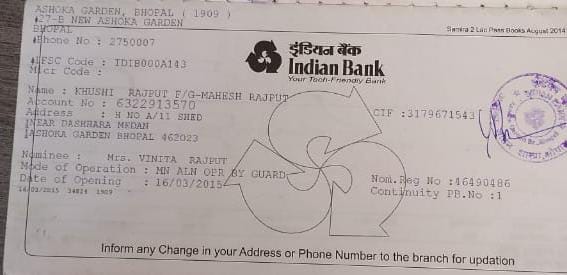 ASHOKA GARDEN, BHOPAL ( 1909 )
27-B NEW ASHOKA GARDEN
BHOPAL
Phone No : 2750007
Samira 2 Lac Pass Books August 2014
IFSC Code : IDIB000A143
Micr Code :
इंडियन बैंक
Indian Bank
Your Tech-Friendly Bank
Name : KHUSHI RAJPUT F/G-MAHESH RAJPUT
Account No : 6322913570
CIF :3179671543
Address : H NO A/11 SHED
NEAR DASHHARA MEDAN
ASHOKA GARDEN BHOPAL 462023
Nominee : Mrs. VINITA RAJPUT
Mode of Operation : MN ALN OPR BY GUARD
Nom.Reg No :46490486
Date of Opening : 16/03/2015
Continuity PB.No :1
16/03/2015 34824 1909
Inform any Change in your Address or Phone Number to the branch for updation